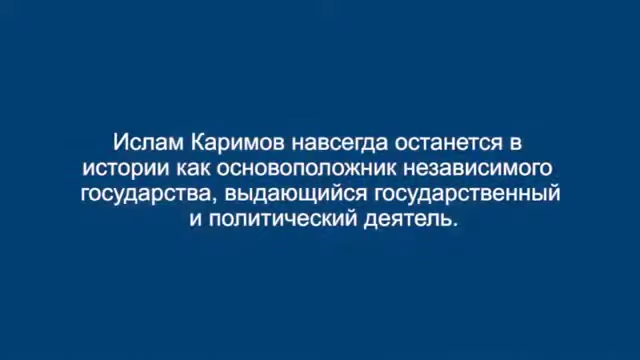 Ислам Каримов навсегда останется в
истории как основоположник независимого
государства, выдающийся государственный
и политический деятель.